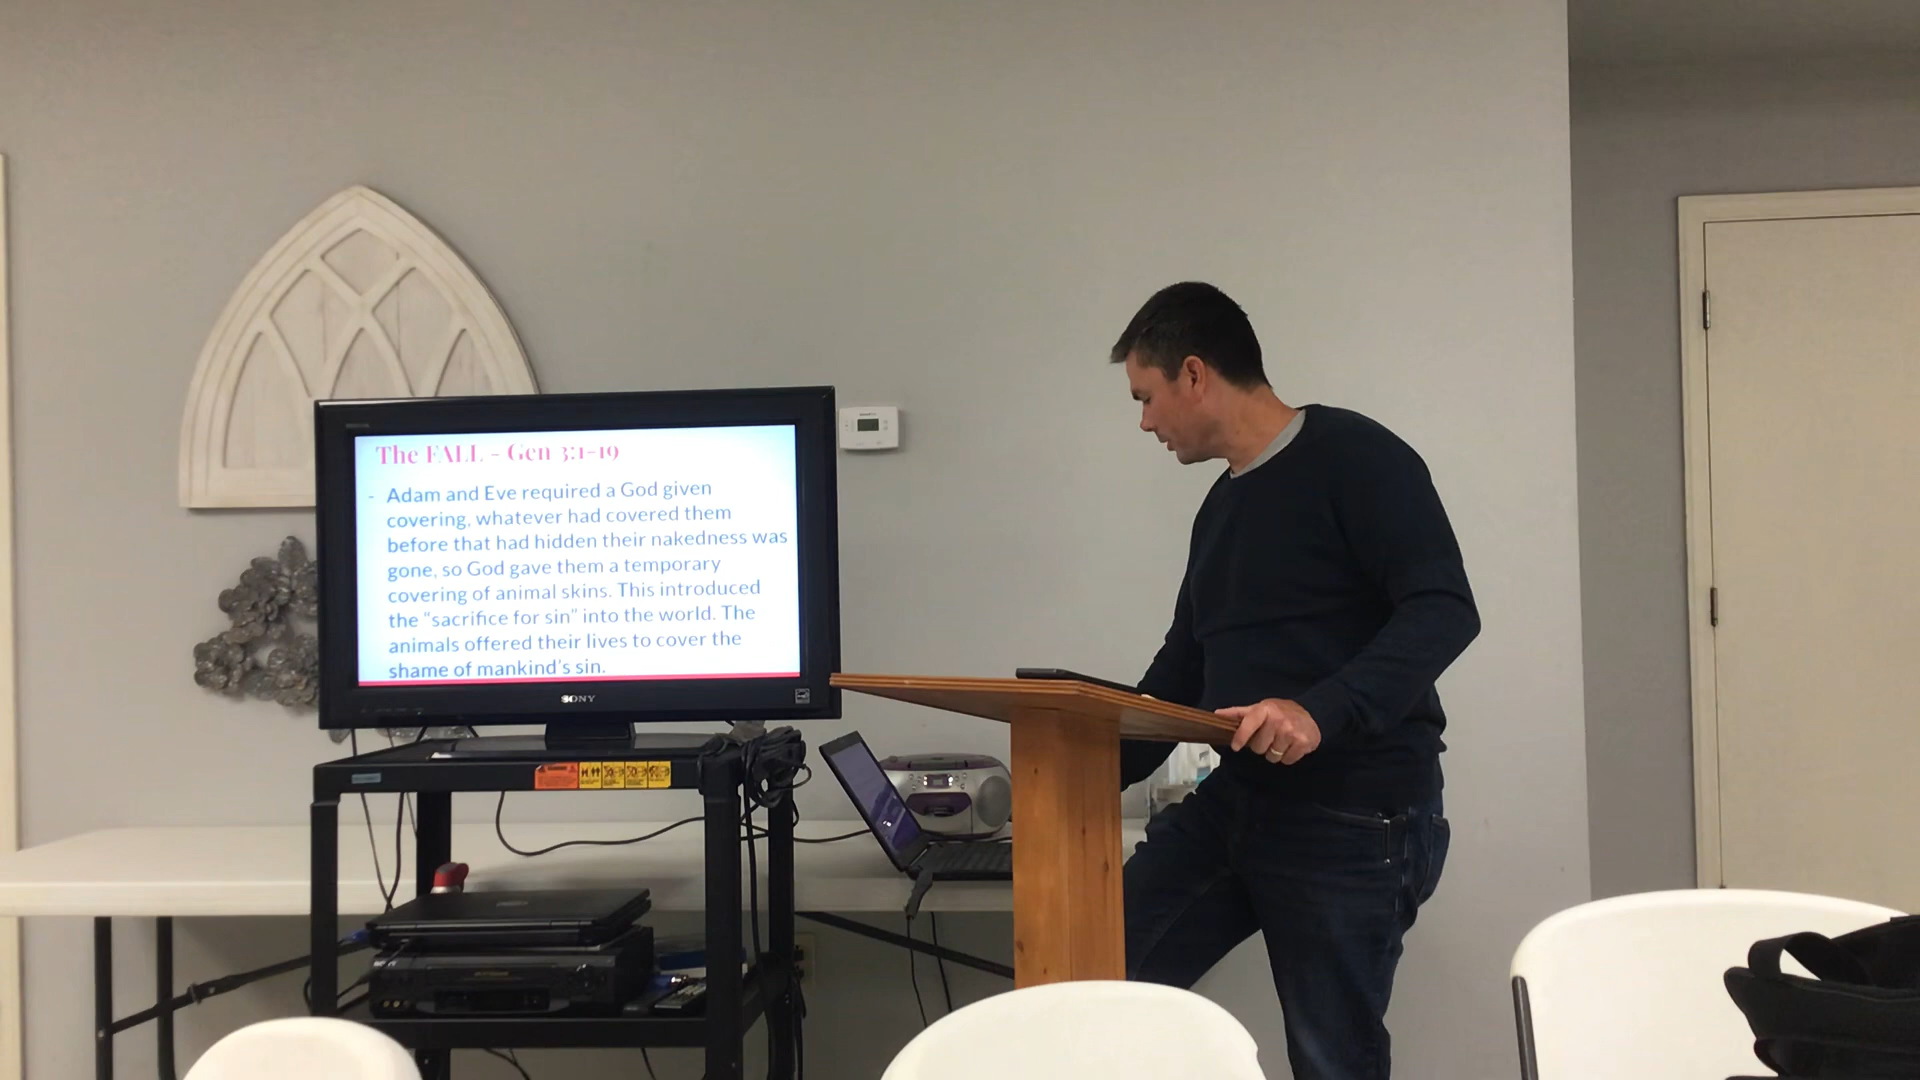 The FALL - Gen 3:1-19
- Adam and Eve required a God given
covering, whatever had covered them
before that had hidden their nakedness was
gone, so God gave them a temporary
covering of animal skins. This introduced
the “sacrifice for sin” into the world. The
animals offered their lives to cover the
shame of mankind's sin.
SONY